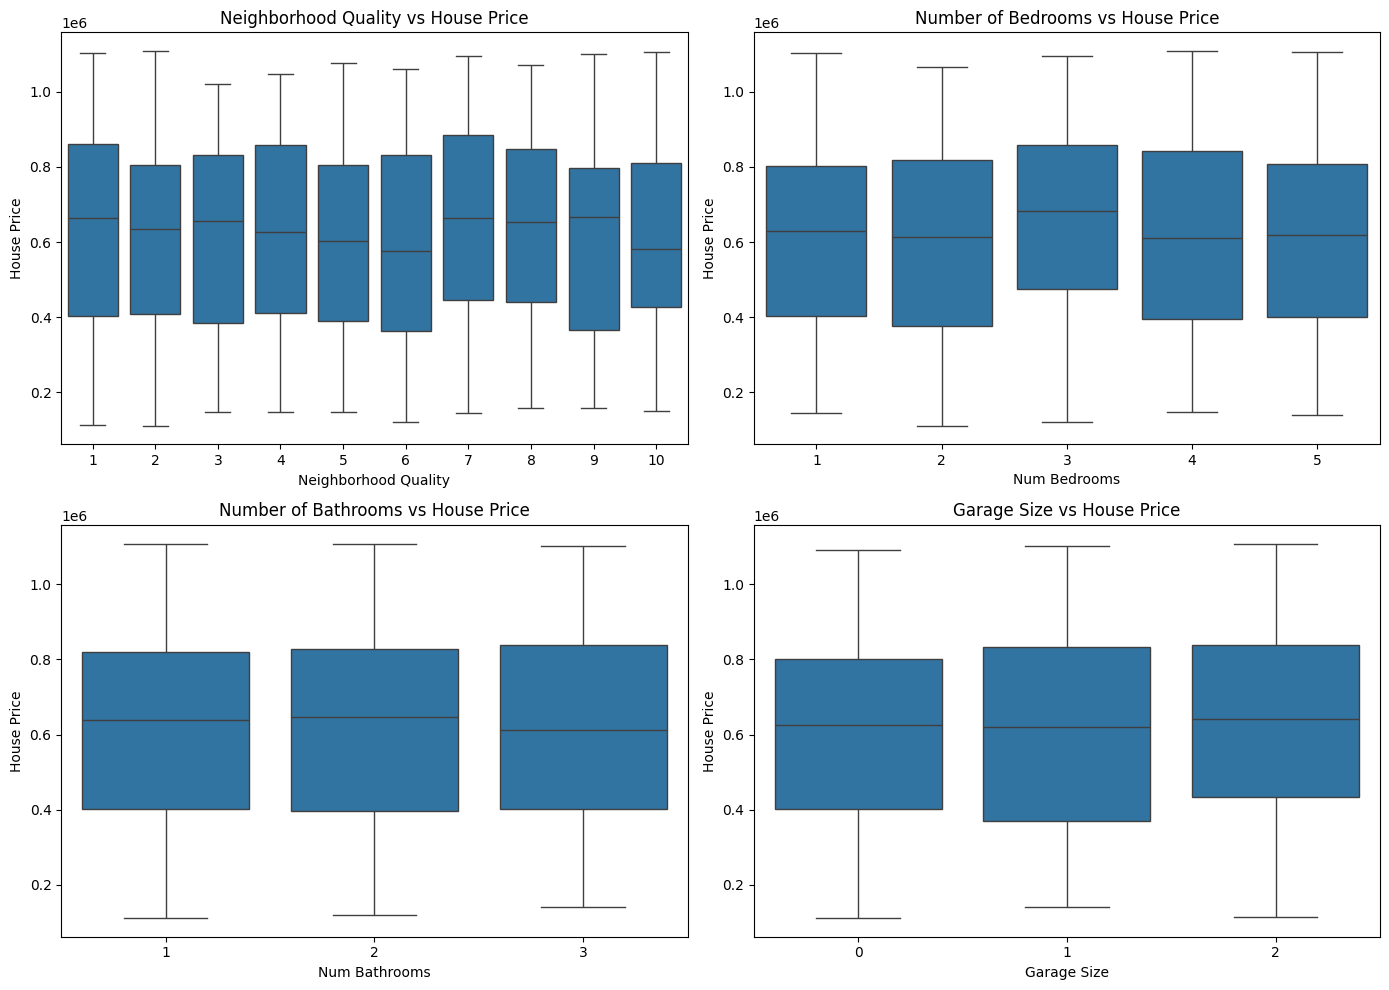 Neighborhood Quality vs House Price
1e6
1.0
0.8
0.6
0.4
0.2
House Price
1 2 3 4 5 6 7 8 9 10
Neighborhood Quality
Number of Bedrooms vs House Price
1e6
1.0
0.8
0.6
0.4
0.2
House Price
1 2 3 4 5
Num Bedrooms
Number of Bathrooms vs House Price
1e6
1.0
0.8
0.6
0.4
0.2
House Price
1 2 3
Num Bathrooms
Garage Size vs House Price
1e6
1.0
0.8
0.6
0.4
0.2
House Price
0 1 2
Garage Size